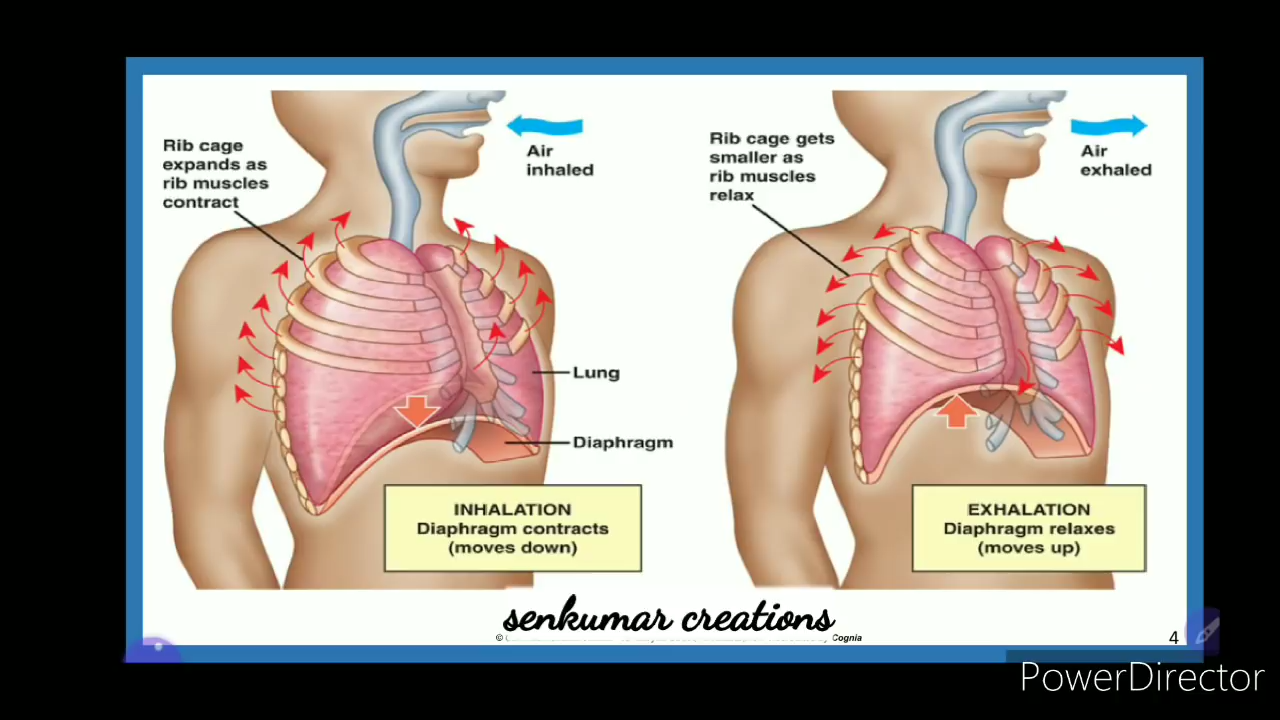 Rib cage
expands as
rib muscles
contract
Air
inhaled
Lung
Diaphragm
INHALATION
Diaphragm contracts
(moves down)
Rib cage gets
smaller as
rib muscles
relax
Air
exhaled
EXHALATION
Diaphragm relaxes
(moves up)
senkumar creations
©
Cognia
4
PowerDirector